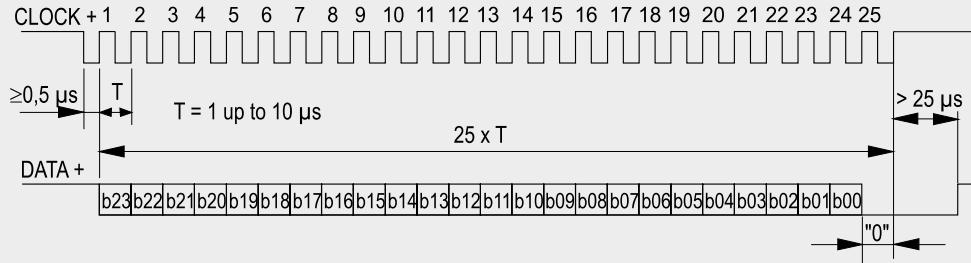 CLOCK + 1 2 3 4 5 6 7 8 9 10 11 12 13 14 15 16 17 18 19 20 21 22 23 24 25
≥0,5 µs T T = 1 up to 10 µs > 25 µs
25 x T
DATA +
b23 b22 b21 b20 b19 b18 b17 b16 b15 b14 b13 b12 b11 b10 b09 b08 b07 b06 b05 b04 b03 b02 b01 b00
"0"